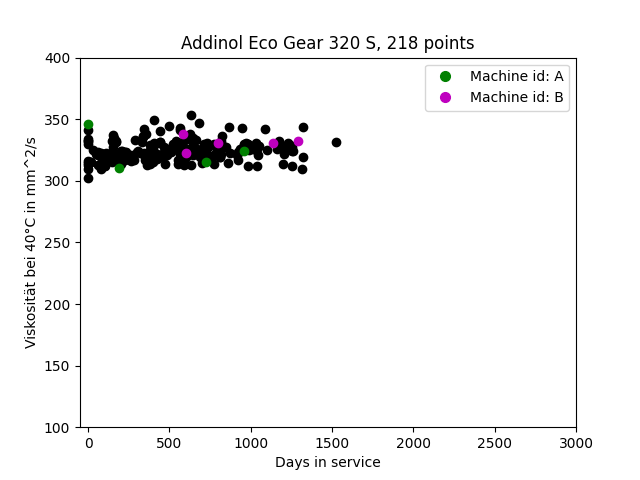 Addinol Eco Gear 320 S, 218 points
Machine id: A
Machine id: B
Viskosität bei 40°C in mm^2/s
400
350
300
250
200
150
100
0
500
1000
1500
2000
2500
3000
Days in service